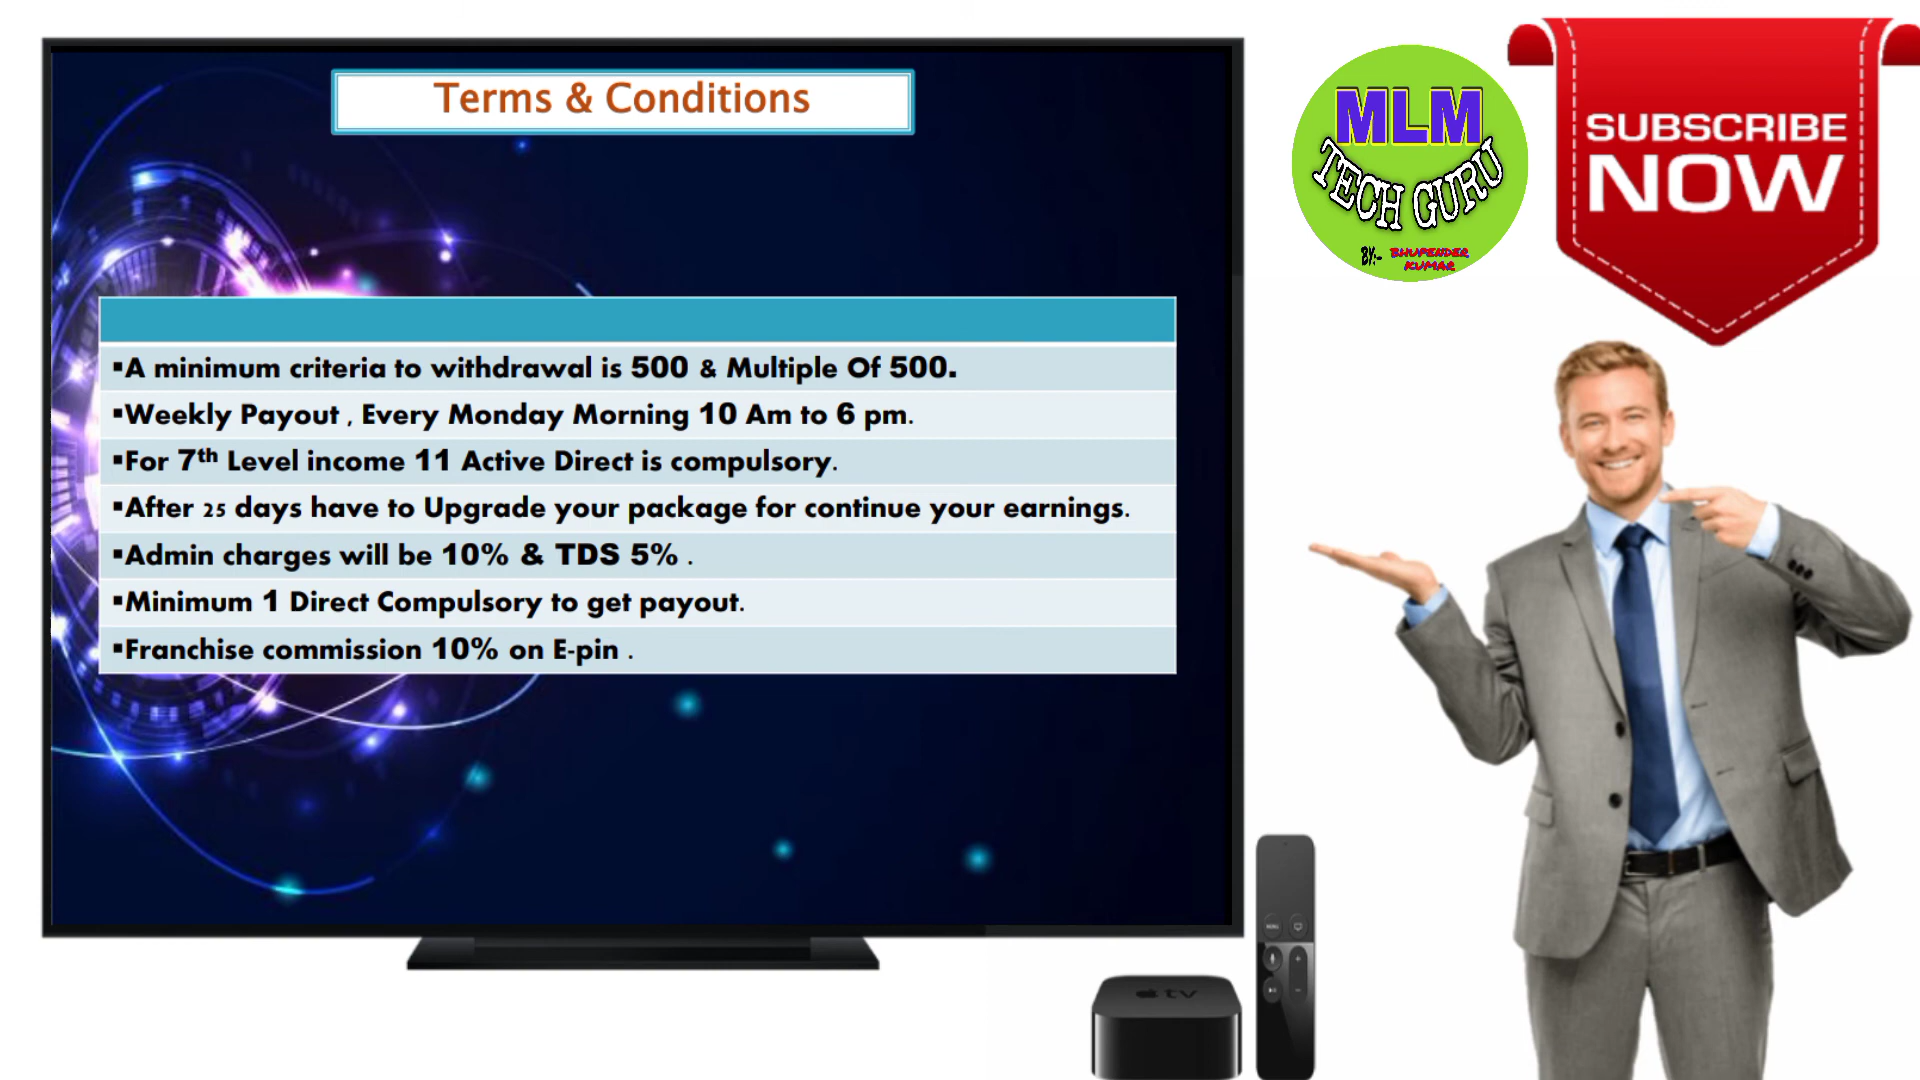 Terms & Conditions
▪A minimum criteria to withdrawal is 500 & Multiple Of 500.
▪Weekly Payout , Every Monday Morning 10 Am to 6 pm.
▪For 7th Level income 11 Active Direct is compulsory.
▪After 25 days have to Upgrade your package for continue your earnings.
▪Admin charges will be 10% & TDS 5% .
▪Minimum 1 Direct Compulsory to get payout.
▪Franchise commission 10% on E-pin .
MLM
TECH GURU
BY:- BHUPENDER
KUMAR
SUBSCRIBE
NOW
tv
MENU